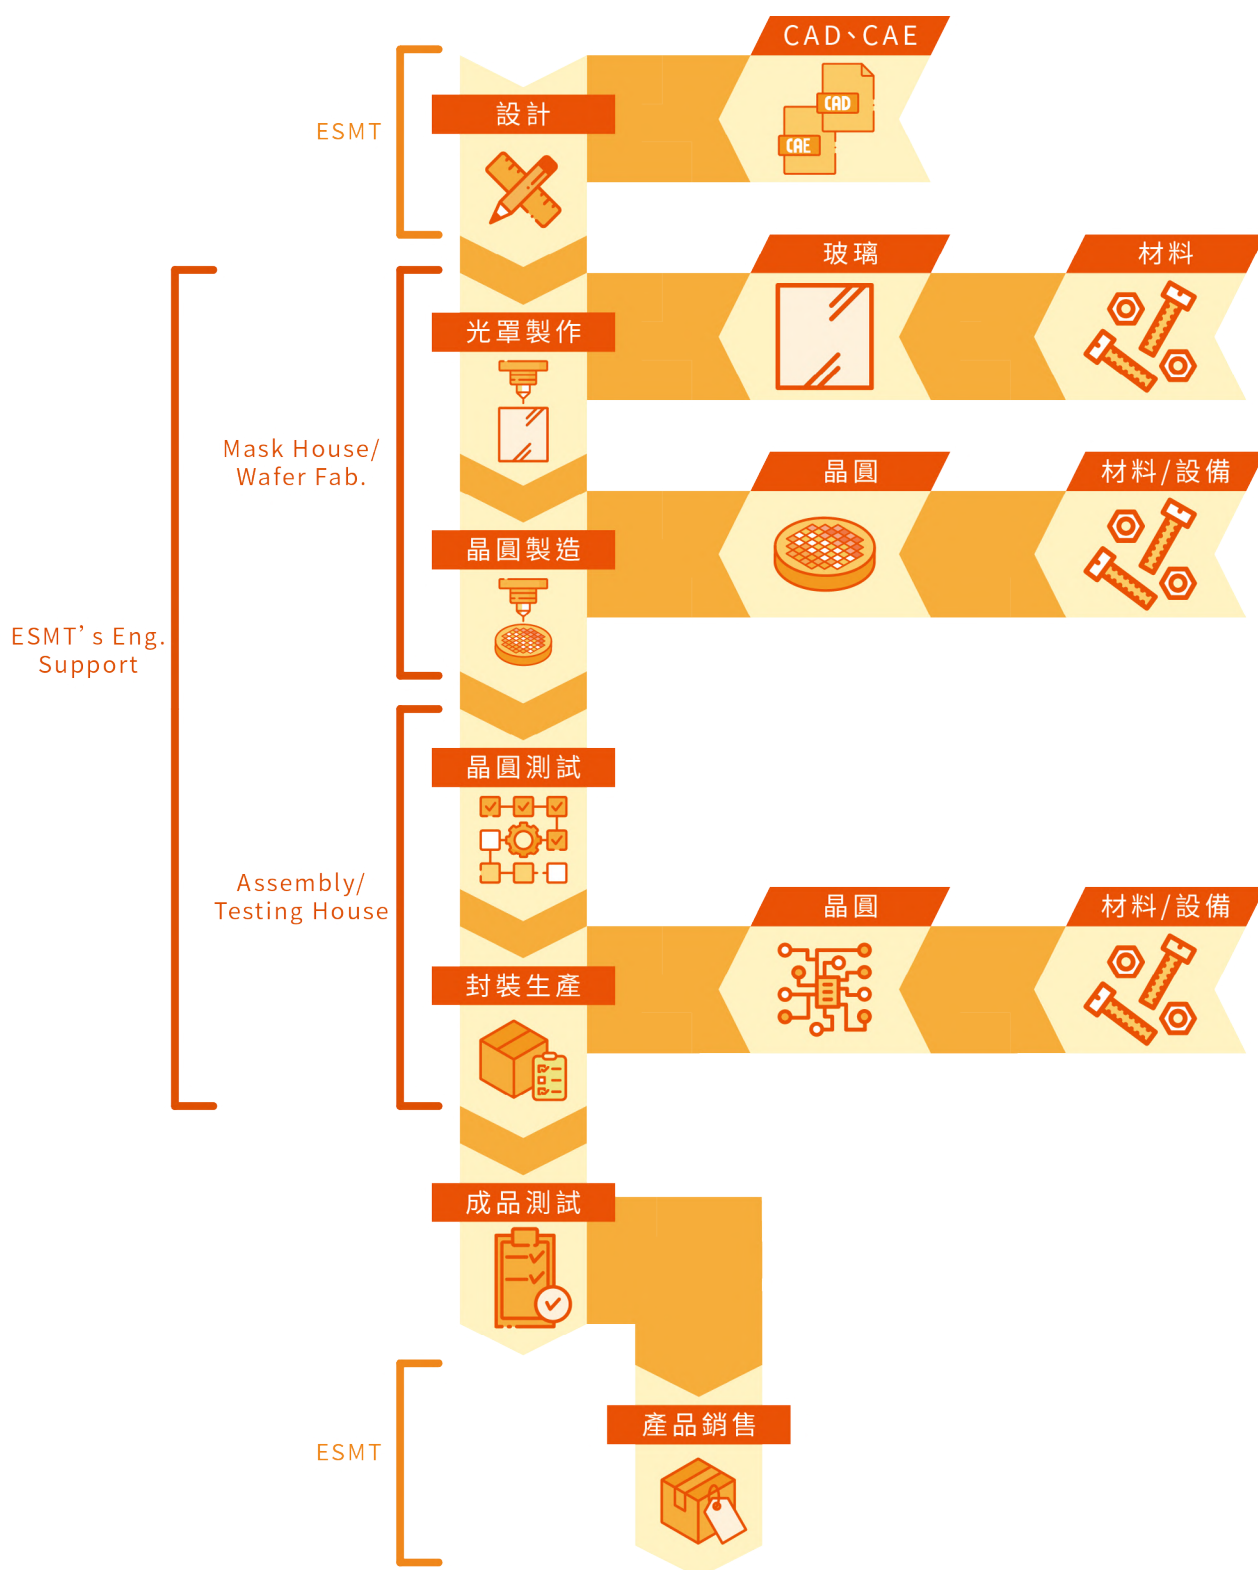 CAD、CAE
CAD
CAE
ESMT
設計
玻璃
材料
光罩製作
Mask House/
Wafer Fab.
晶圓
材料/設備
晶圓製造
ESMT's Eng.
Support
晶圓測試
Assembly/
Testing House
晶圓
材料/設備
封裝生產
成品測試
產品銷售
ESMT